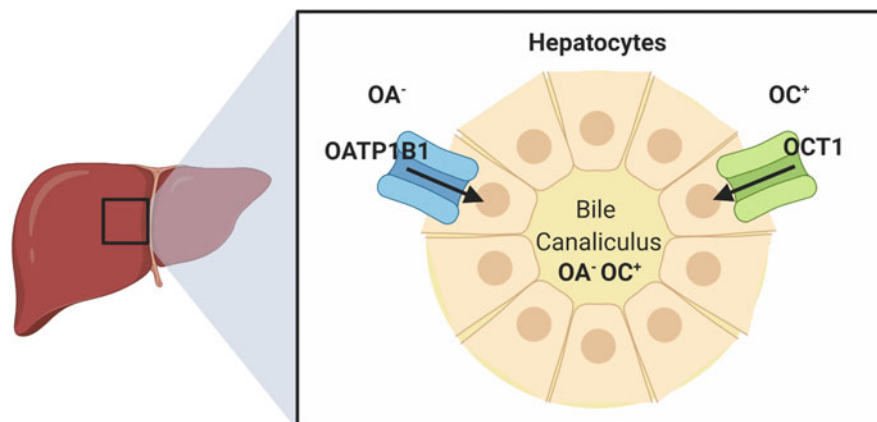 Hepatocytes
OA⁻
OC⁺
OATP1B1
OCT1
Bile
Canaliculus
OA⁻ OC⁺